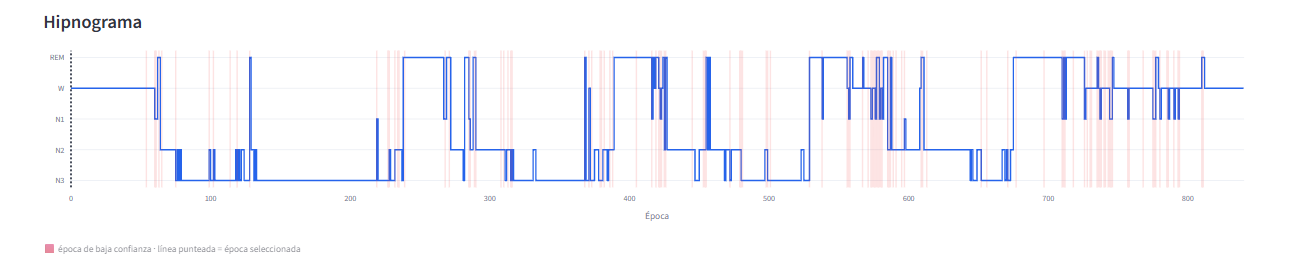 Hipnograma
REM
W
N1
N2
N3
0 100 200 300 400 500 600 700 800
Época
época de baja confianza · línea punteada = época seleccionada